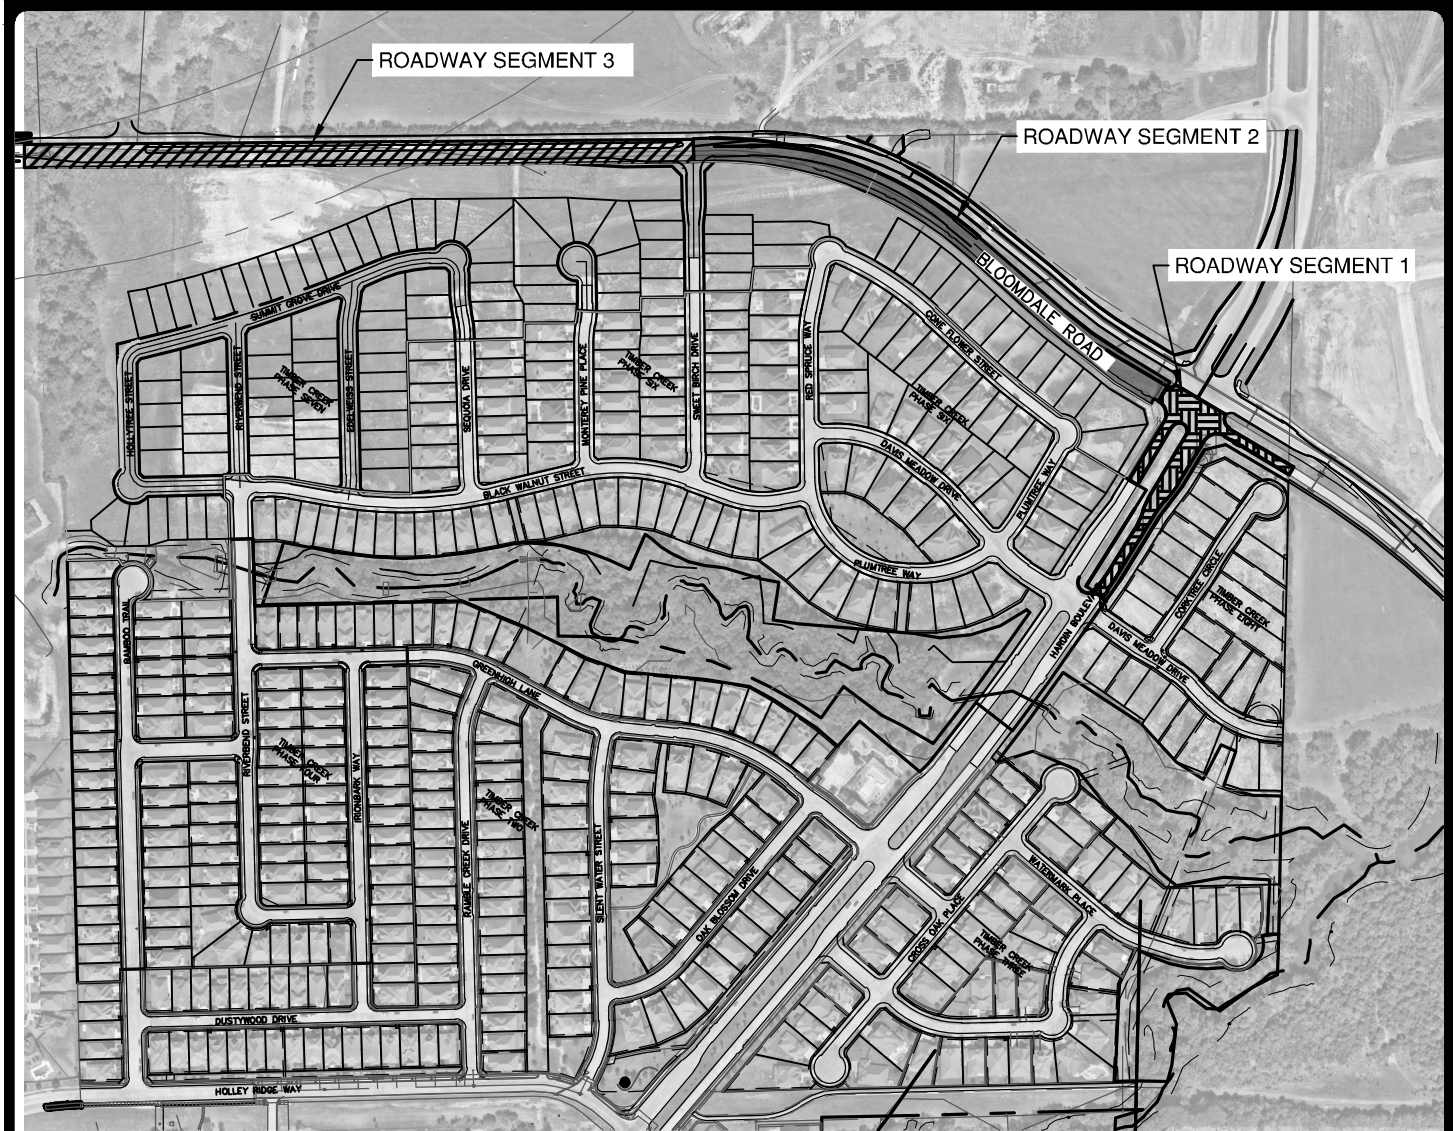 ROADWAY SEGMENT 3
ROADWAY SEGMENT 2
ROADWAY SEGMENT 1
BLOOMDALE ROAD
SUMMIT GROVE DRIVE
HOLLYTREE STREET
RIVERBEND STREET
TIMBER CREEK
PHASE SEVEN
EDELWEISS STREET
SEQUOIA DRIVE
MONTEREY PINE PLACE
TIMBER CREEK
PHASE SIX
SWEET BIRCH DRIVE
RED SPRUCE WAY
CONE FLOWER STREET
TIMBER CREEK
PHASE SIX
DAVIS MEADOW DRIVE
PLUMTREE WAY
BLACK WALNUT STREET
PLUMTREE WAY
HARDIN BOULEVA
CORKTREE CIRCLE
TIMBER CREEK
PHASE EIGHT
DAVIS MEADOW DRIVE
BAMBOO TRAIL
RIVERBEND STREET
TIMBER CREEK
PHASE FOUR
IRONBARK WAY
GREENHIGH LANE
RAMBLE CREEK DRIVE
TIMBER CREEK
PHASE TWO
SILENT WATER STREET
OAK BLOSSOM DRIVE
WATERMARK PLACE
CROSS OAK PLACE
TIMBER CREEK
PHASE THREE
DUSTYWOOD DRIVE
HOLLEY RIDGE WAY